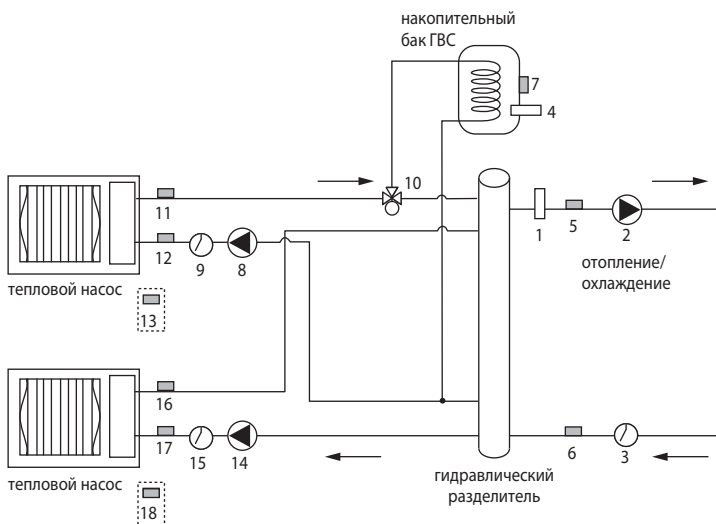 накопительный
бак ГВС
7
4
10
11
1
5
2
12
9
8
отопление/
охлаждение
тепловой насос
13
16
17
15
14
6
3
тепловой насос
гидравлический
разделитель
18